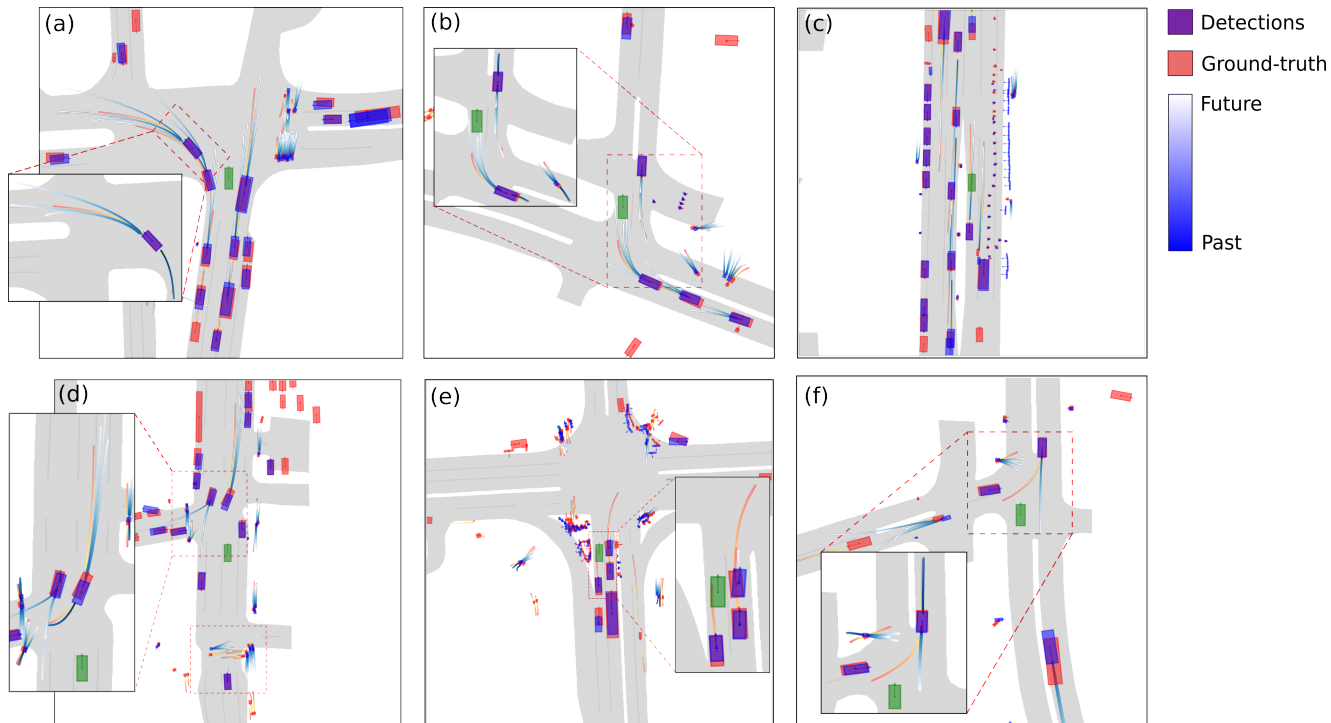 (a)
(b)
(c)
Detections
Ground-truth
Future
Past
(d)
(e)
(f)